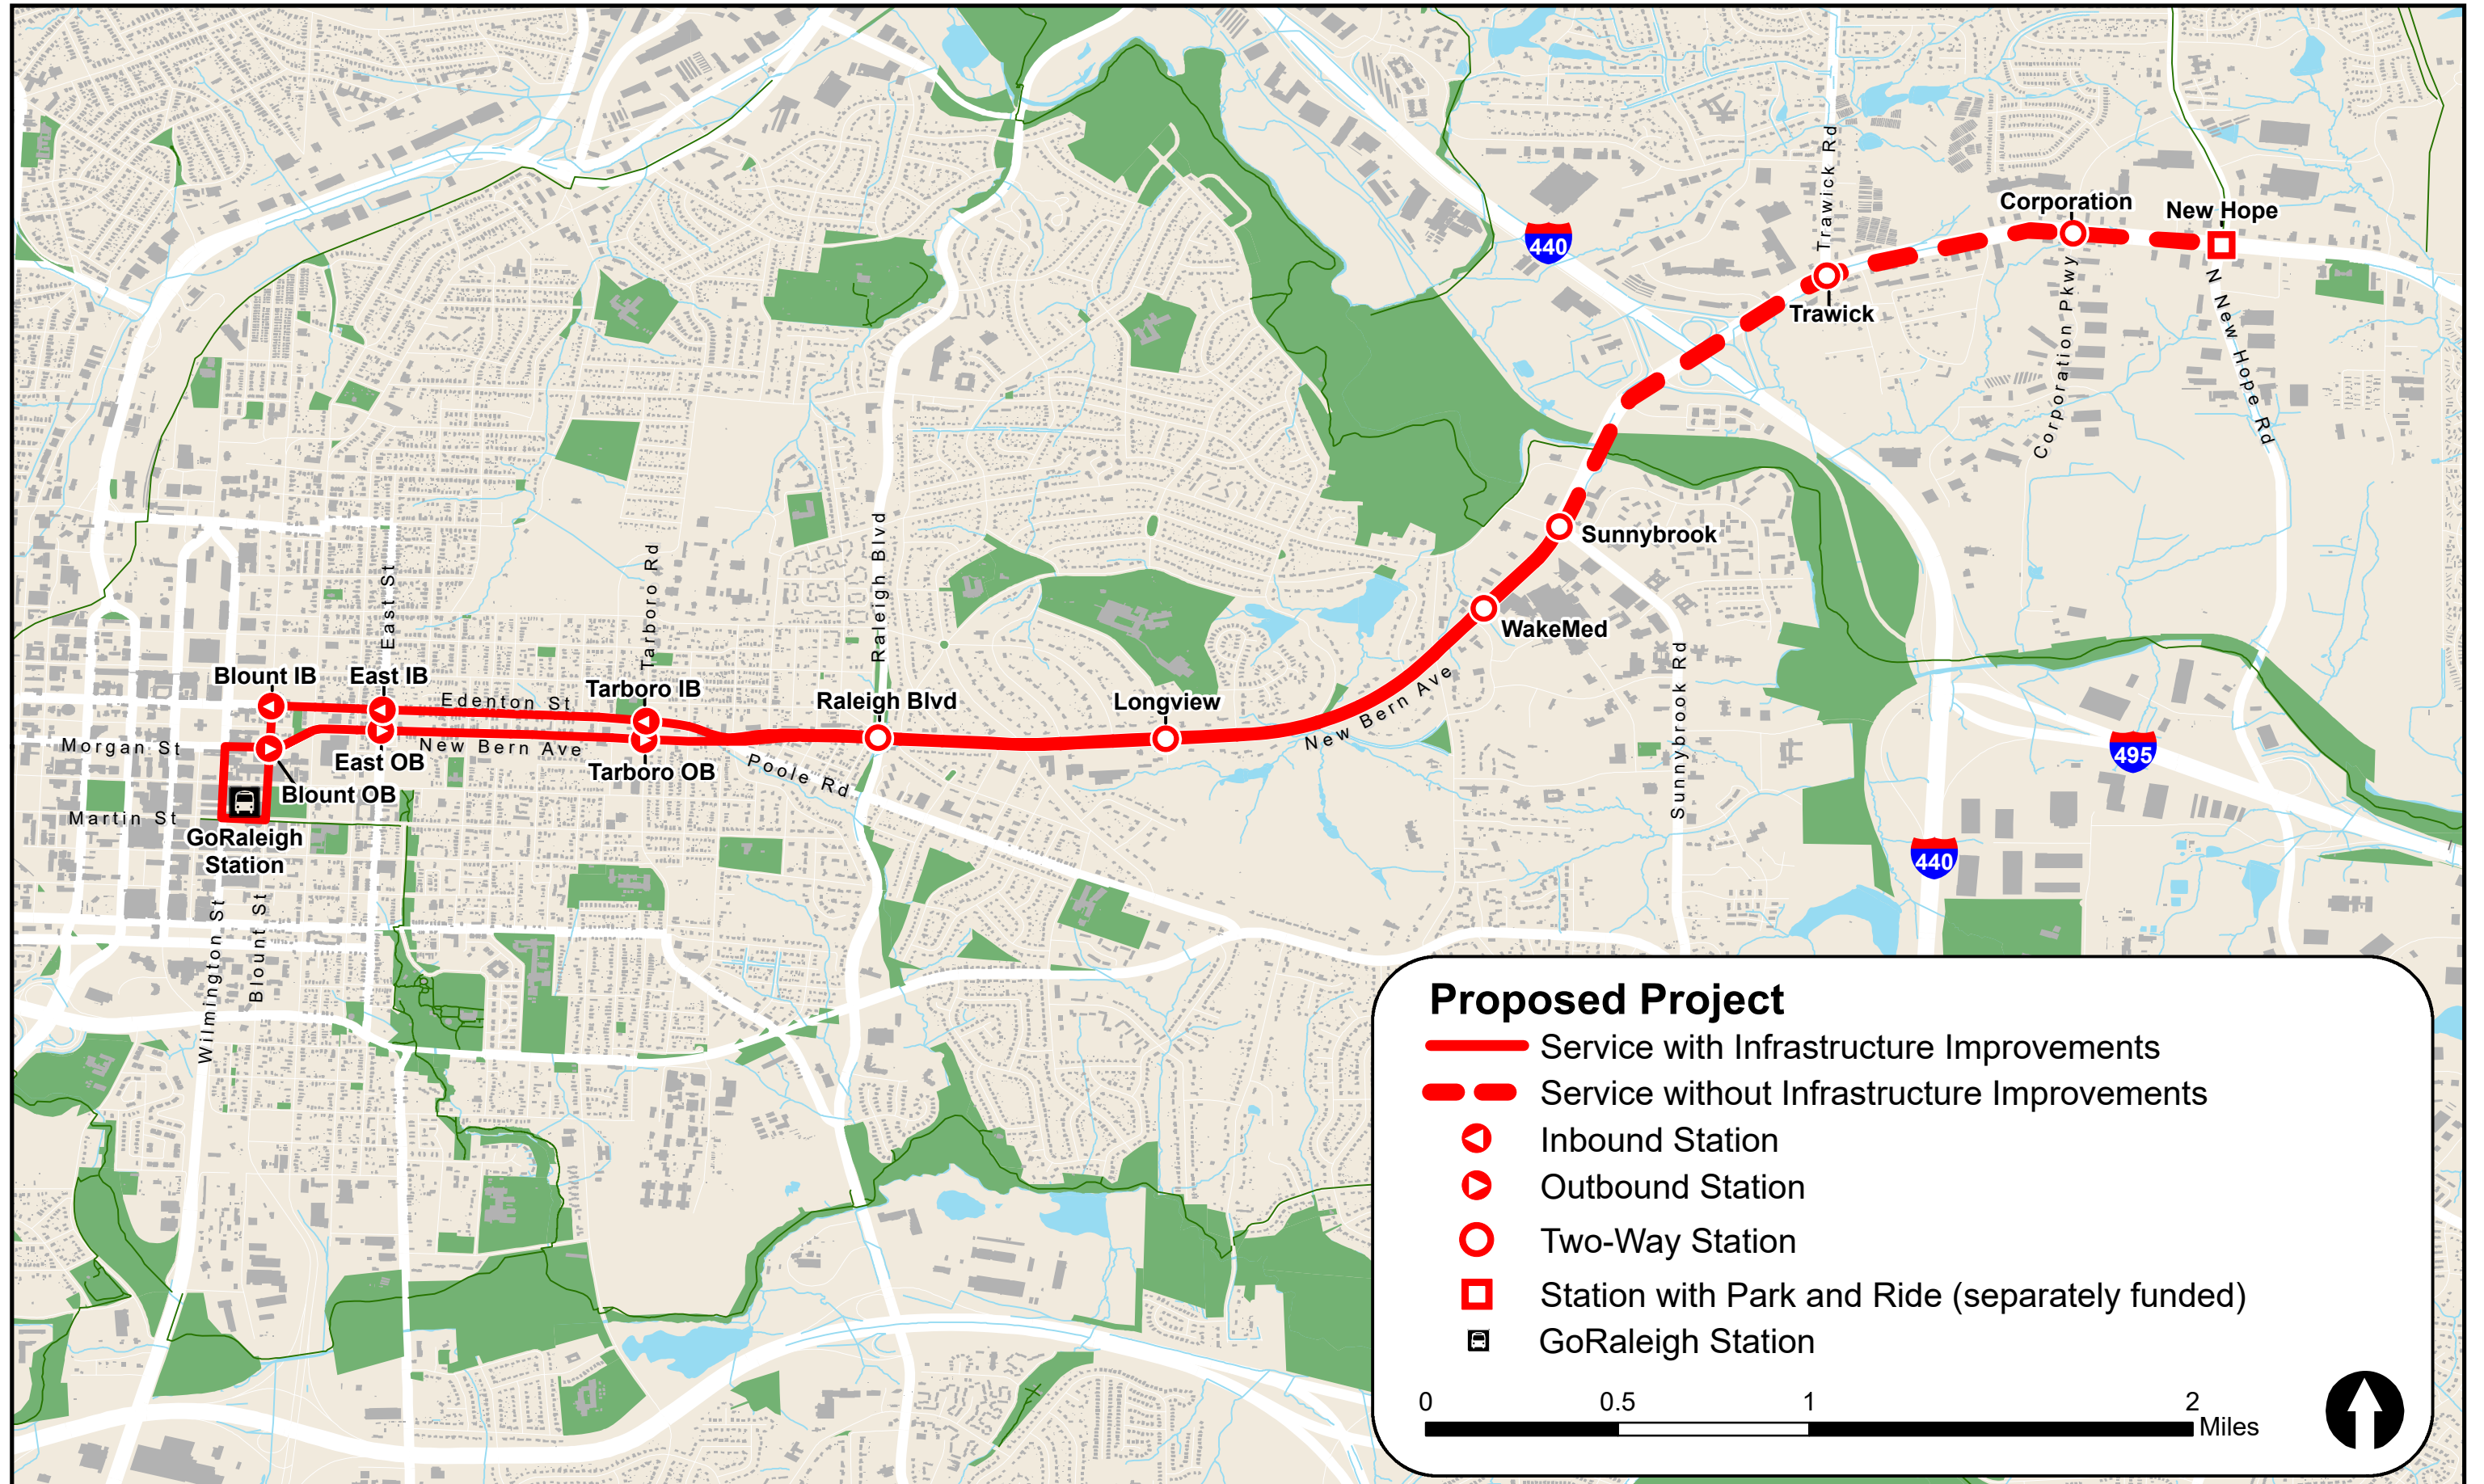 Trawick Rd
Corporation
New Hope
440
Trawick
Corporation Pkwy
N New Hope Rd
Sunnybrook
WakeMed
Raleigh Blvd
Tarboro Rd
East St
Blount IB
East IB
Edenton St
Tarboro IB
Raleigh Blvd
Longview
New Bern Ave
Sunnybrook Rd
Morgan St
New Bern Ave
East OB
Tarboro OB
Poole Rd
495
Blount OB
Martin St
GoRaleigh
Station
440
Wilmington St
Blount St
Proposed Project
Service with Infrastructure Improvements
Service without Infrastructure Improvements
Inbound Station
Outbound Station
Two-Way Station
Station with Park and Ride (separately funded)
GoRaleigh Station
0 0.5 1 2
Miles